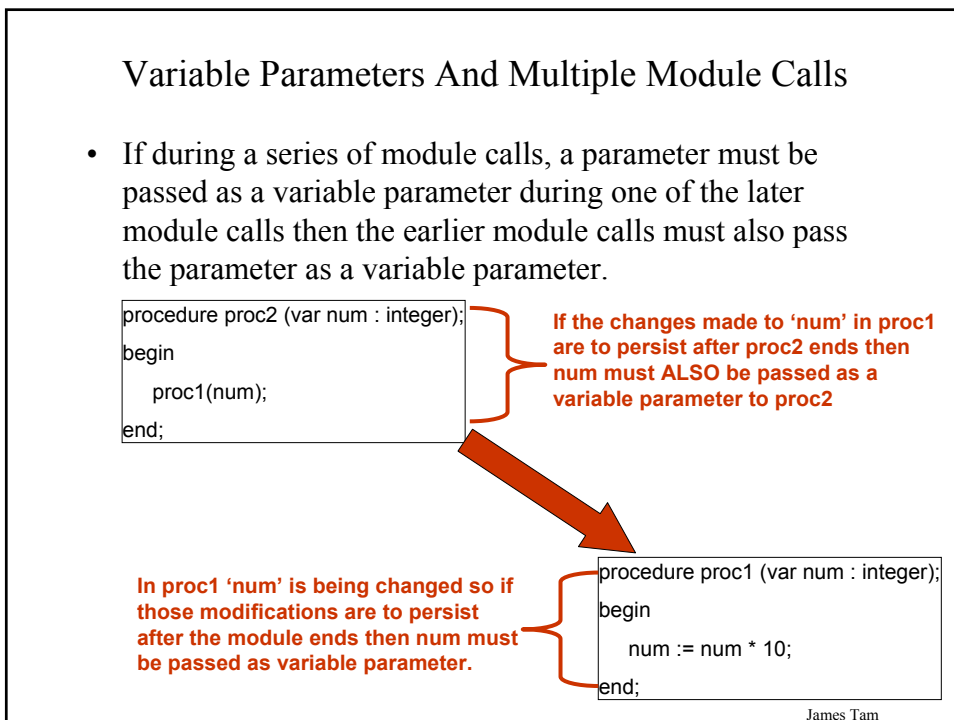 Variable Parameters And Multiple Module Calls
• If during a series of module calls, a parameter must be
passed as a variable parameter during one of the later
module calls then the earlier module calls must also pass
the parameter as a variable parameter.
procedure proc2 (var num : integer);
begin
proc1(num);
end;
If the changes made to ‘num’ in proc1
are to persist after proc2 ends then
num must ALSO be passed as a
variable parameter to proc2
In proc1 ‘num’ is being changed so if
those modifications are to persist
after the module ends then num must
be passed as variable parameter.
procedure proc1 (var num : integer);
begin
num := num * 10;
end;
James Tam